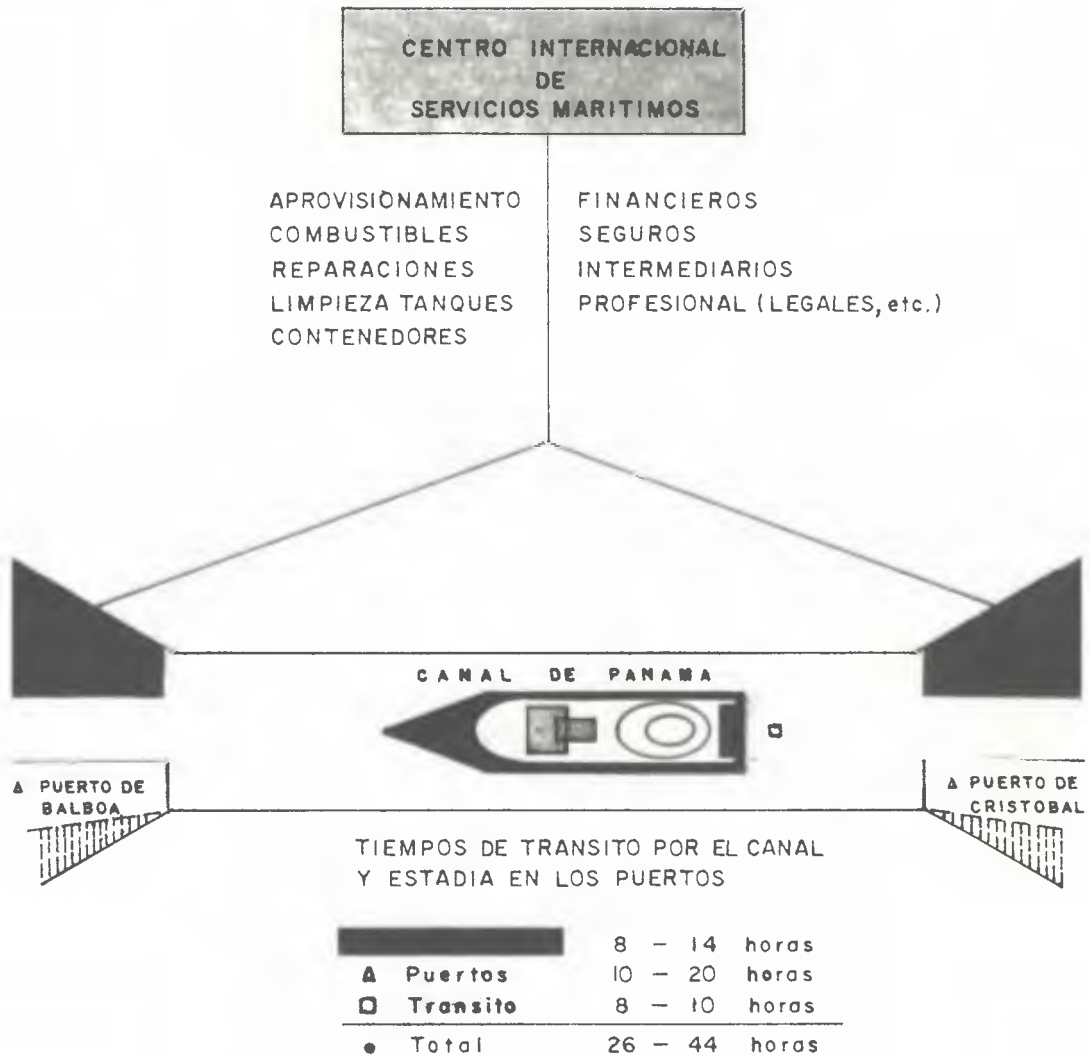 CENTRO INTERNACIONAL
DE
SERVICIOS MARITIMOS
APROVISIONAMIENTO
COMBUSTIBLES
REPARACIONES
LIMPIEZA TANQUES
CONTENEDORES
FINANCIEROS
SEGUROS
INTERMEDIARIOS
PROFESIONAL (LEGALES, etc.)
CANAL DE PANAMA
Δ PUERTO DE
BALBOA
Δ PUERTO DE
CRISTOBAL
TIEMPOS DE TRANSITO POR EL CANAL
Y ESTADIA EN LOS PUERTOS
8 - 14 horas
Δ Puertos 10 - 20 horas
□ Transito 8 - 10 horas
• Total 26 - 44 horas